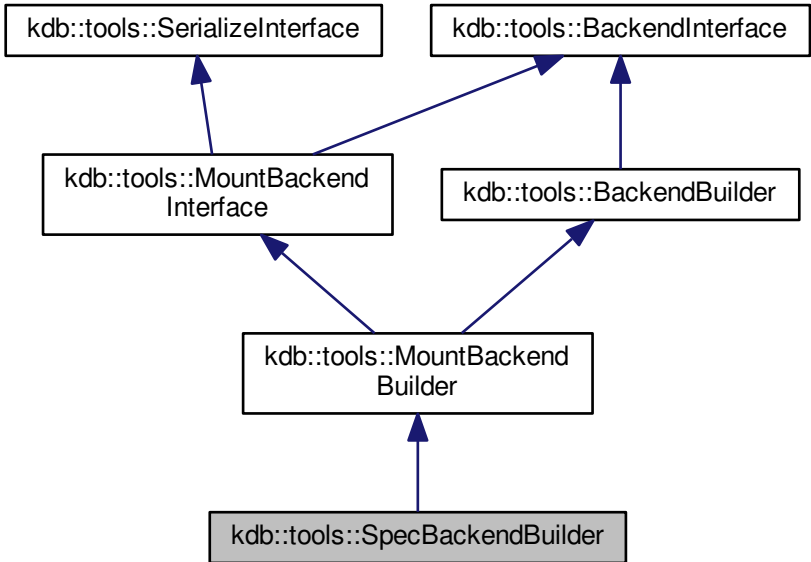 kdb::tools::SerializeInterface
kdb::tools::BackendInterface
kdb::tools::MountBackend
Interface
kdb::tools::BackendBuilder
kdb::tools::MountBackend
Builder
kdb::tools::SpecBackendBuilder